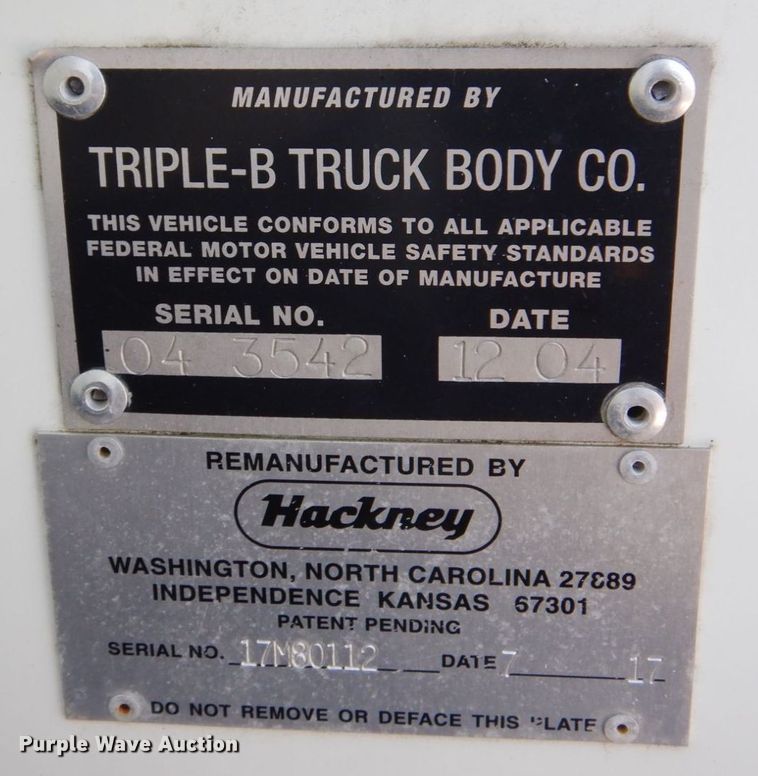 MANUFACTURED BY
TRIPLE-B TRUCK BODY CO.
THIS VEHICLE CONFORMS TO ALL APPLICABLE
FEDERAL MOTOR VEHICLE SAFETY STANDARDS
IN EFFECT ON DATE OF MANUFACTURE
SERIAL NO. DATE
04 3542 12 04
REMANUFACTURED BY
Hackney
WASHINGTON, NORTH CAROLINA 27889
INDEPENDENCE KANSAS 67301
PATENT PENDING
SERIAL NO. 17M80112 DATE 7 17
DO NOT REMOVE OR DEFACE THIS PLATE
Purple Wave Auction